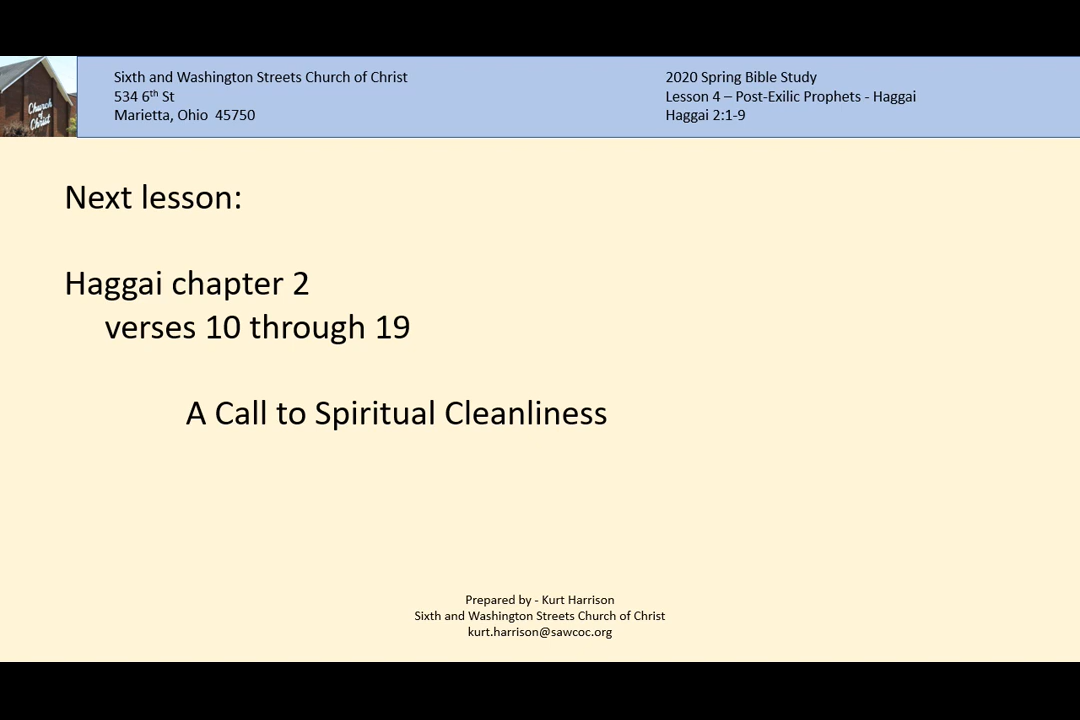 Church
of
Christ
Sixth and Washington Streets Church of Christ
534 6th St
Marietta, Ohio  45750
2020 Spring Bible Study
Lesson 4 – Post-Exilic Prophets - Haggai
Haggai 2:1-9
Next lesson:
Haggai chapter 2
verses 10 through 19
A Call to Spiritual Cleanliness
Prepared by - Kurt Harrison
Sixth and Washington Streets Church of Christ
kurt.harrison@sawcoc.org